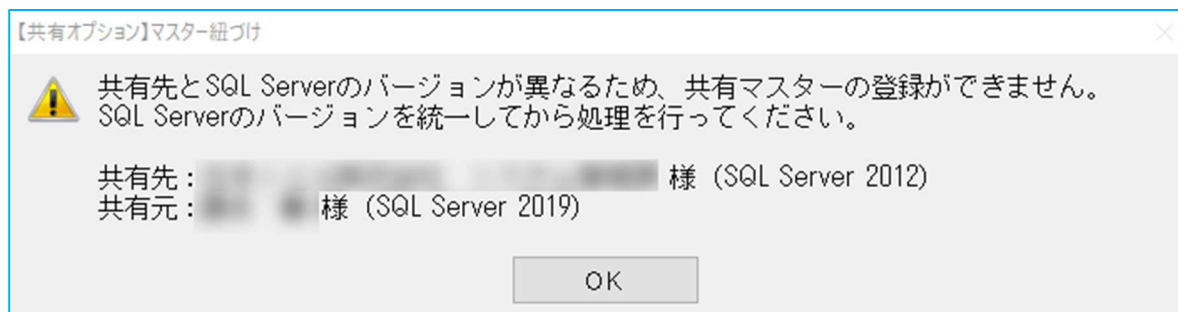 【共有オプション】マスター紐づけ
共有先とSQL Serverのバージョンが異なるため、共有マスターの登録ができません。
SQL Serverのバージョンを統一してから処理を行ってください。
共有先： 様 (SQL Server 2012)
共有元： 様 (SQL Server 2019)
OK